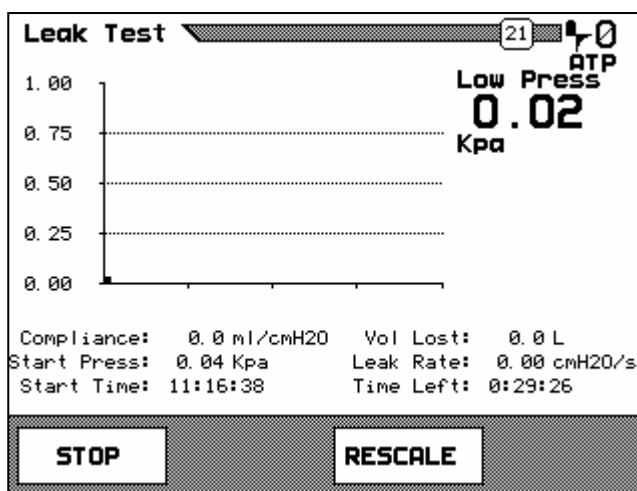 Leak Test 21 0
ATP
Low Press
0.02
Kpa
1.00
0.75
0.50
0.25
0.00
Compliance: 0.0 ml/cmH2O Vol Lost: 0.0 L
Start Press: 0.04 Kpa Leak Rate: 0.00 cmH2O/s
Start Time: 11:16:38 Time Left: 0:29:26
STOP RESCALE